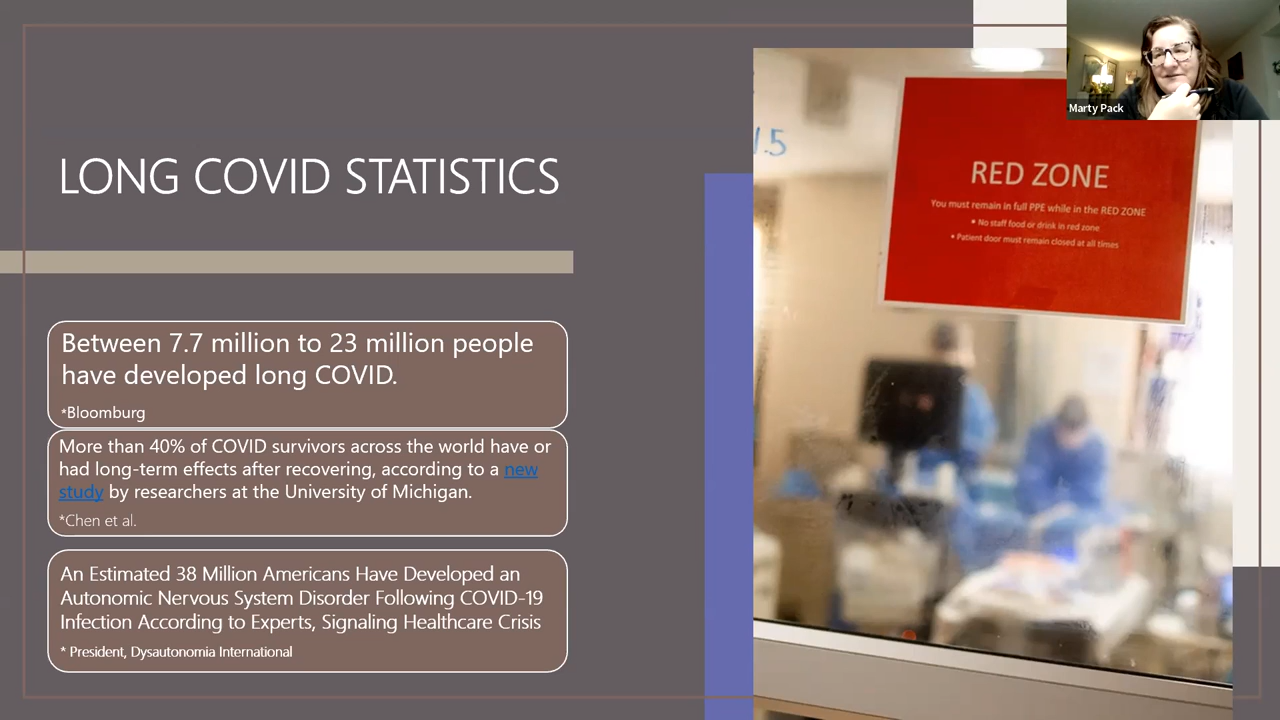 LONG COVID STATISTICS
Between 7.7 million to 23 million people
have developed long COVID.
*Bloomburg
More than 40% of COVID survivors across the world have or
had long-term effects after recovering, according to a new
study by researchers at the University of Michigan.
*Chen et al.
An Estimated 38 Million Americans Have Developed an
Autonomic Nervous System Disorder Following COVID-19
Infection According to Experts, Signaling Healthcare Crisis
* President, Dysautonomia International
1.5
RED ZONE
You must remain in full PPE while in the RED ZONE
• No staff food or drink in red zone
• Patient door must remain closed at all times
Marty Pack